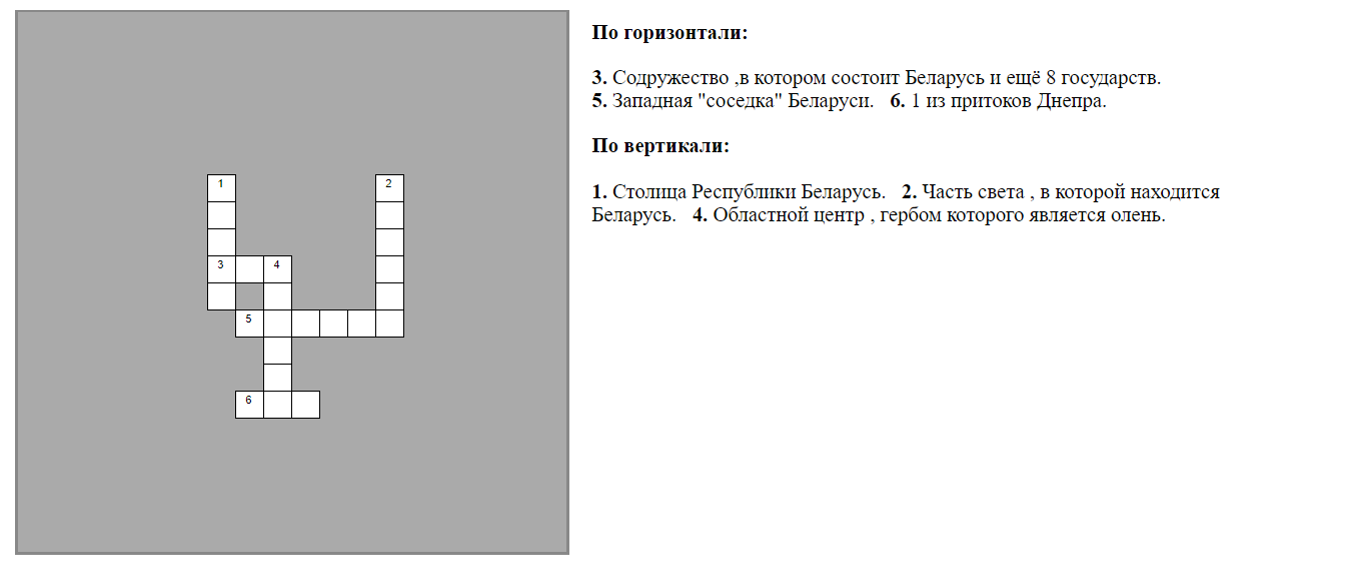 По горизонтали:
3. Содружество ,в котором состоит Беларусь и ещё 8 государств.
5. Западная "соседка" Беларуси. 6. 1 из притоков Днепра.
По вертикали:
1. Столица Республики Беларусь. 2. Часть света , в которой находится
Беларусь. 4. Областной центр , гербом которого является олень.
1 2
3 4
5
6